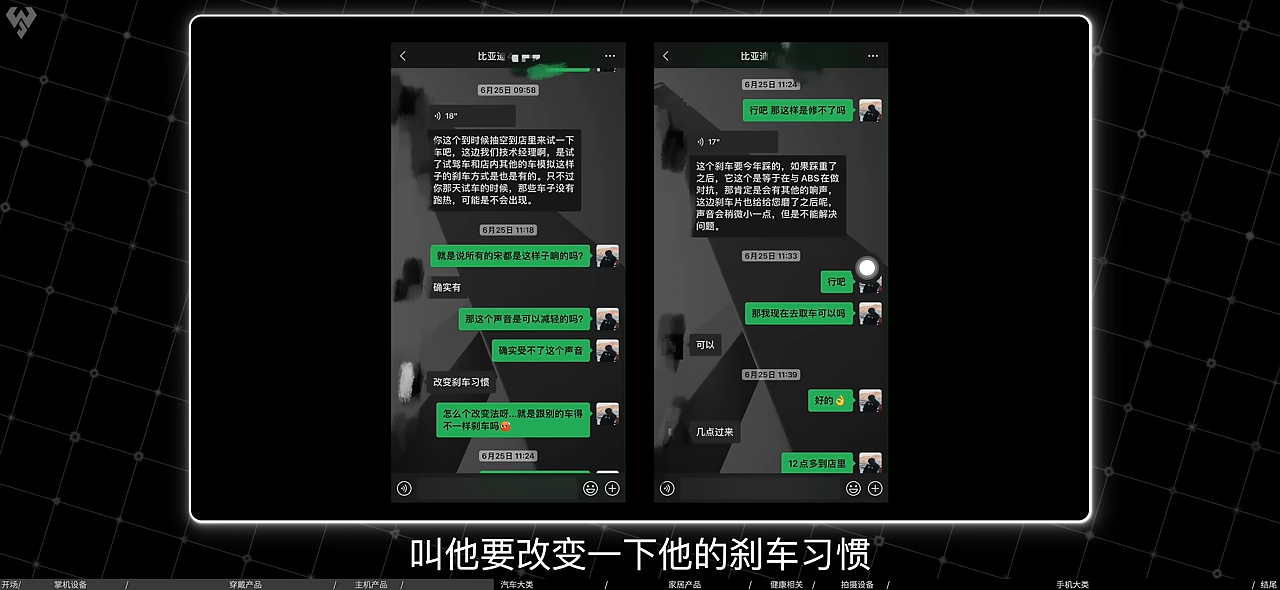 比亚迪
6月25日 09:58
18"
你这个到时候抽空到店里来试一下
车吧，这边我们技术经理啊，是试
了试驾车和店内其他的车模拟这样
子的刹车方式是也是有的。只不过
你那天试车的时候，那些车子没有
跑热，可能是不会出现。
6月25日 11:18
就是说所有的宋都是这样子响的吗?
确实有
那这个声音是可以减轻的吗?
确实受不了这个声音
改变刹车习惯
怎么个改变法呀...就是跟别的车得
不一样刹车吗🥵
6月25日 11:24
比亚迪
6月25日 11:24
行吧 那这样是修不了吗
17"
这个刹车要今年踩的，如果踩重了
之后，它这个是等于在与 ABS 在做
对抗，那肯定是会有其他的响声，
这边刹车片也给给您磨了之后呢，
声音会稍微小一点，但是不能解决
问题。
6月25日 11:33
行吧
那我现在去取车可以吗
可以
6月25日 11:39
好的👌
几点过来
12点多到店里
叫他要改变一下他的刹车习惯
开场/ 掌机设备 / 穿戴产品 / 主机产品 / 汽车大类 / 家居产品 / 健康相关 / 拍摄设备 / 手机大类 / 结尾